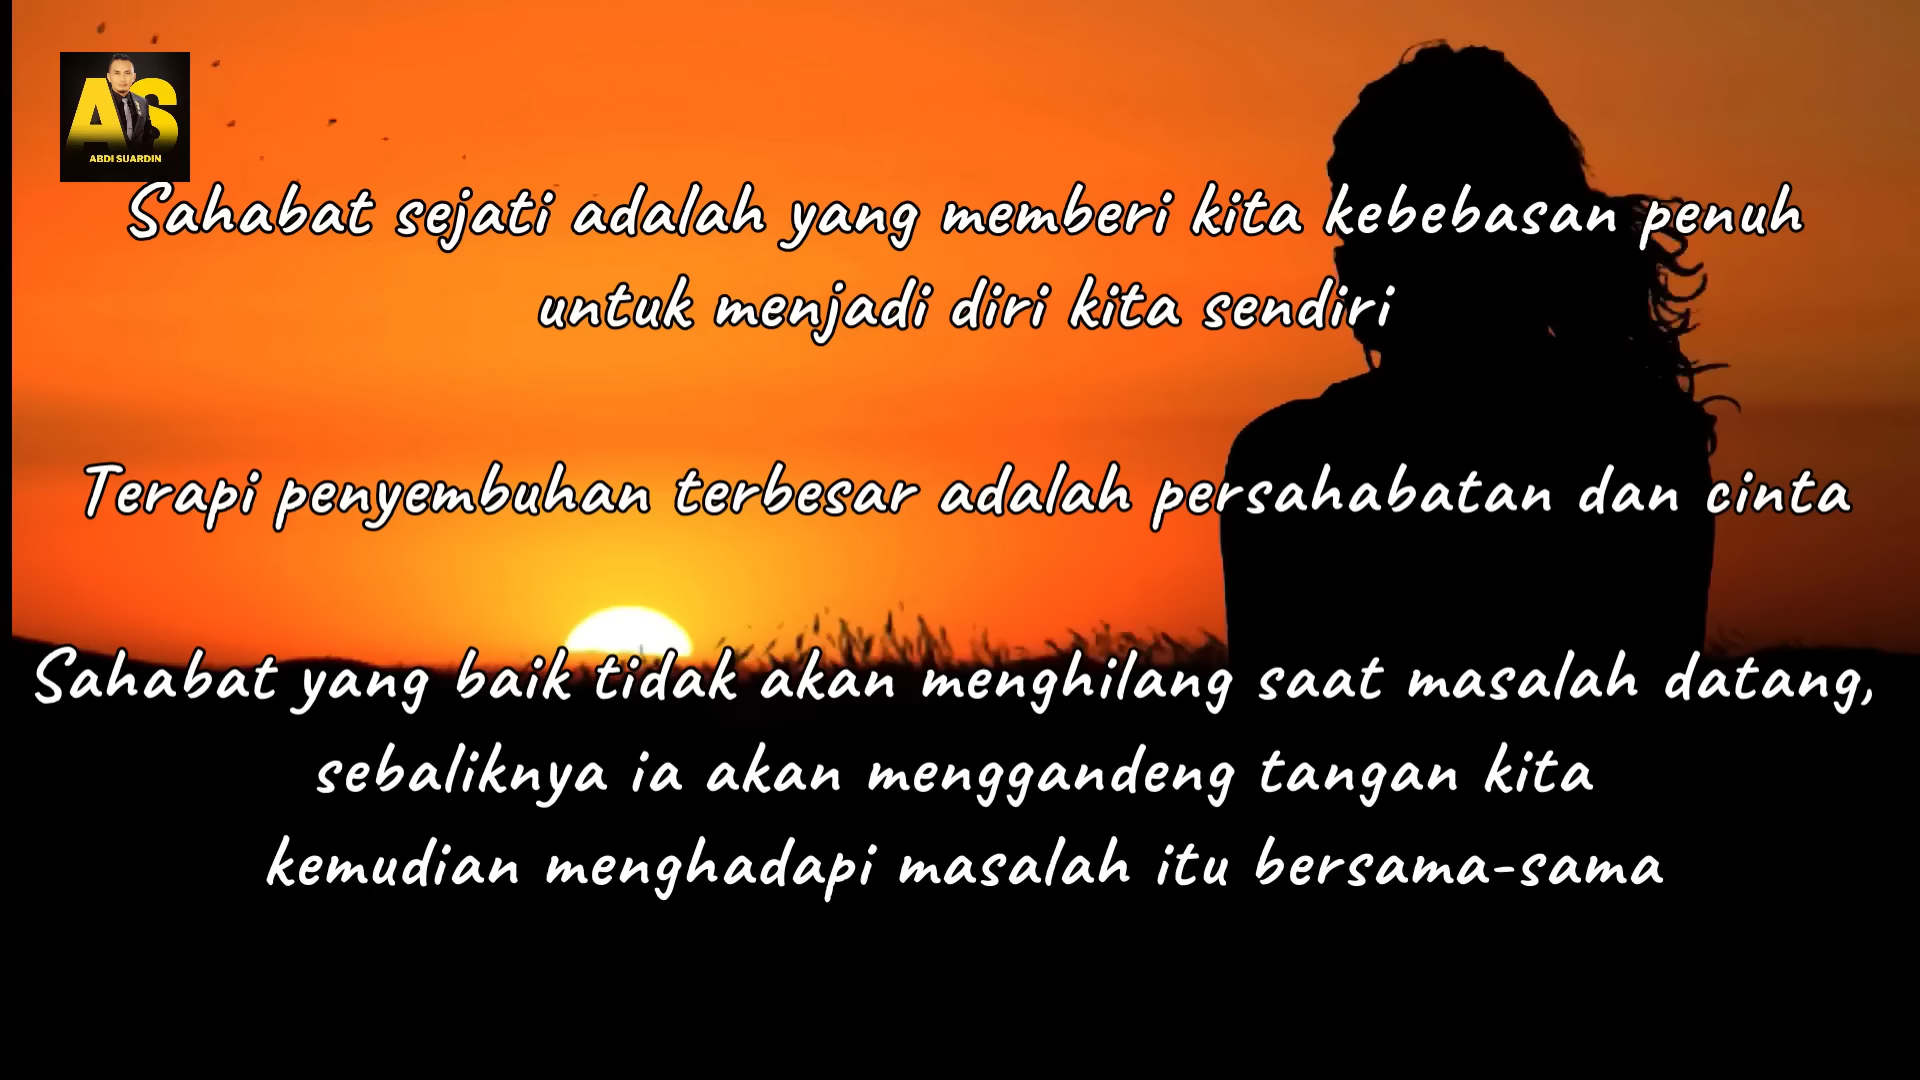 AS
ABDI SUARDIN
Sahabat sejati adalah yang memberi kita kebebasan penuh
untuk menjadi diri kita sendiri
Terapi penyembuhan terbesar adalah persahabatan dan cinta
Sahabat yang baik tidak akan menghilang saat masalah datang,
sebaliknya ia akan menggandeng tangan kita
kemudian menghadapi masalah itu bersama-sama